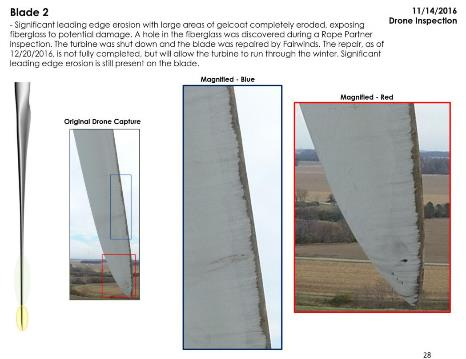 Blade 2
11/14/2016
Drone Inspection
- Significant leading edge erosion with large areas of gelcoat completely eroded, exposing
fiberglass to potential damage. A hole in the fiberglass was discovered during a Rope Partner
inspection. The turbine was shut down and the blade was repaired by Fairwinds. The repair, as of
12/20/2016, is not fully completed, but will allow the turbine to run through the winter. Significant
leading edge erosion is still present on the blade.
Magnified - Blue
Magnified - Red
Original Drone Capture
28